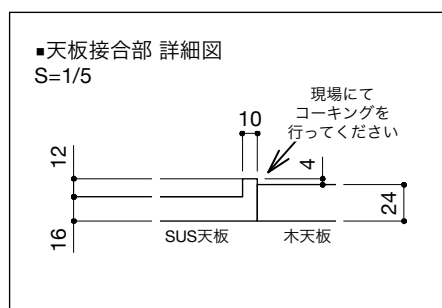 ■天板接合部 詳細図
S=1/5
現場にて
コーキングを
行ってください
10
12
4
24
16
SUS天板
木天板